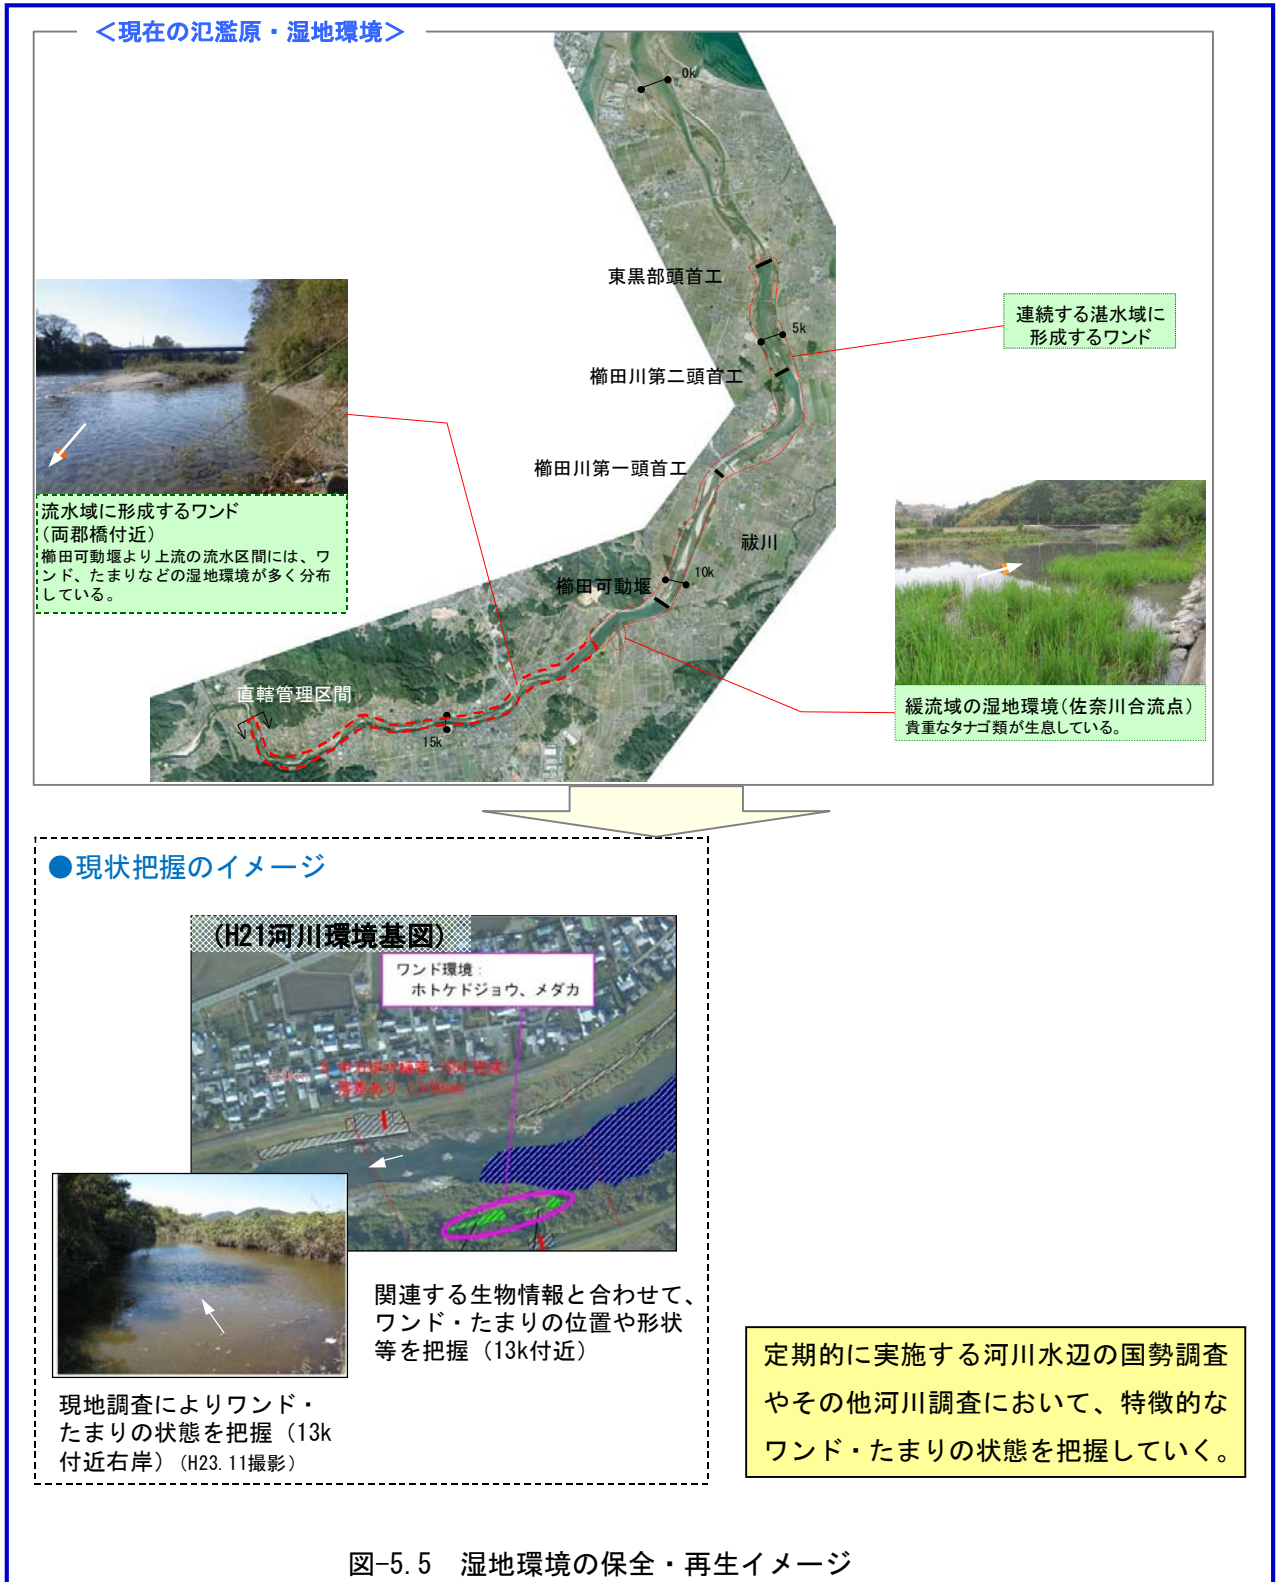 ＜現在の氾濫原・湿地環境＞
0k
東黒部頭首工
5k
連続する湛水域に
形成するワンド
櫛田川第二頭首工
櫛田川第一頭首工
祓川
10k
櫛田可動堰
流水域に形成するワンド
(両郡橋付近)
櫛田可動堰より上流の流水区間には、ワ
ンド、たまりなどの湿地環境が多く分布
している。
直轄管理区間
15k
緩流域の湿地環境(佐奈川合流点)
貴重なタナゴ類が生息している。
●現状把握のイメージ
(H21河川環境基図)
ワンド環境：
ホトケドジョウ、メダカ
関連する生物情報と合わせて、
ワンド・たまりの位置や形状
等を把握（13k付近）
現地調査によりワンド・
たまりの状態を把握（13k
付近右岸）（H23.11撮影）
定期的に実施する河川水辺の国勢調査
やその他河川調査において、特徴的な
ワンド・たまりの状態を把握していく。
図-5.5　湿地環境の保全・再生イメージ